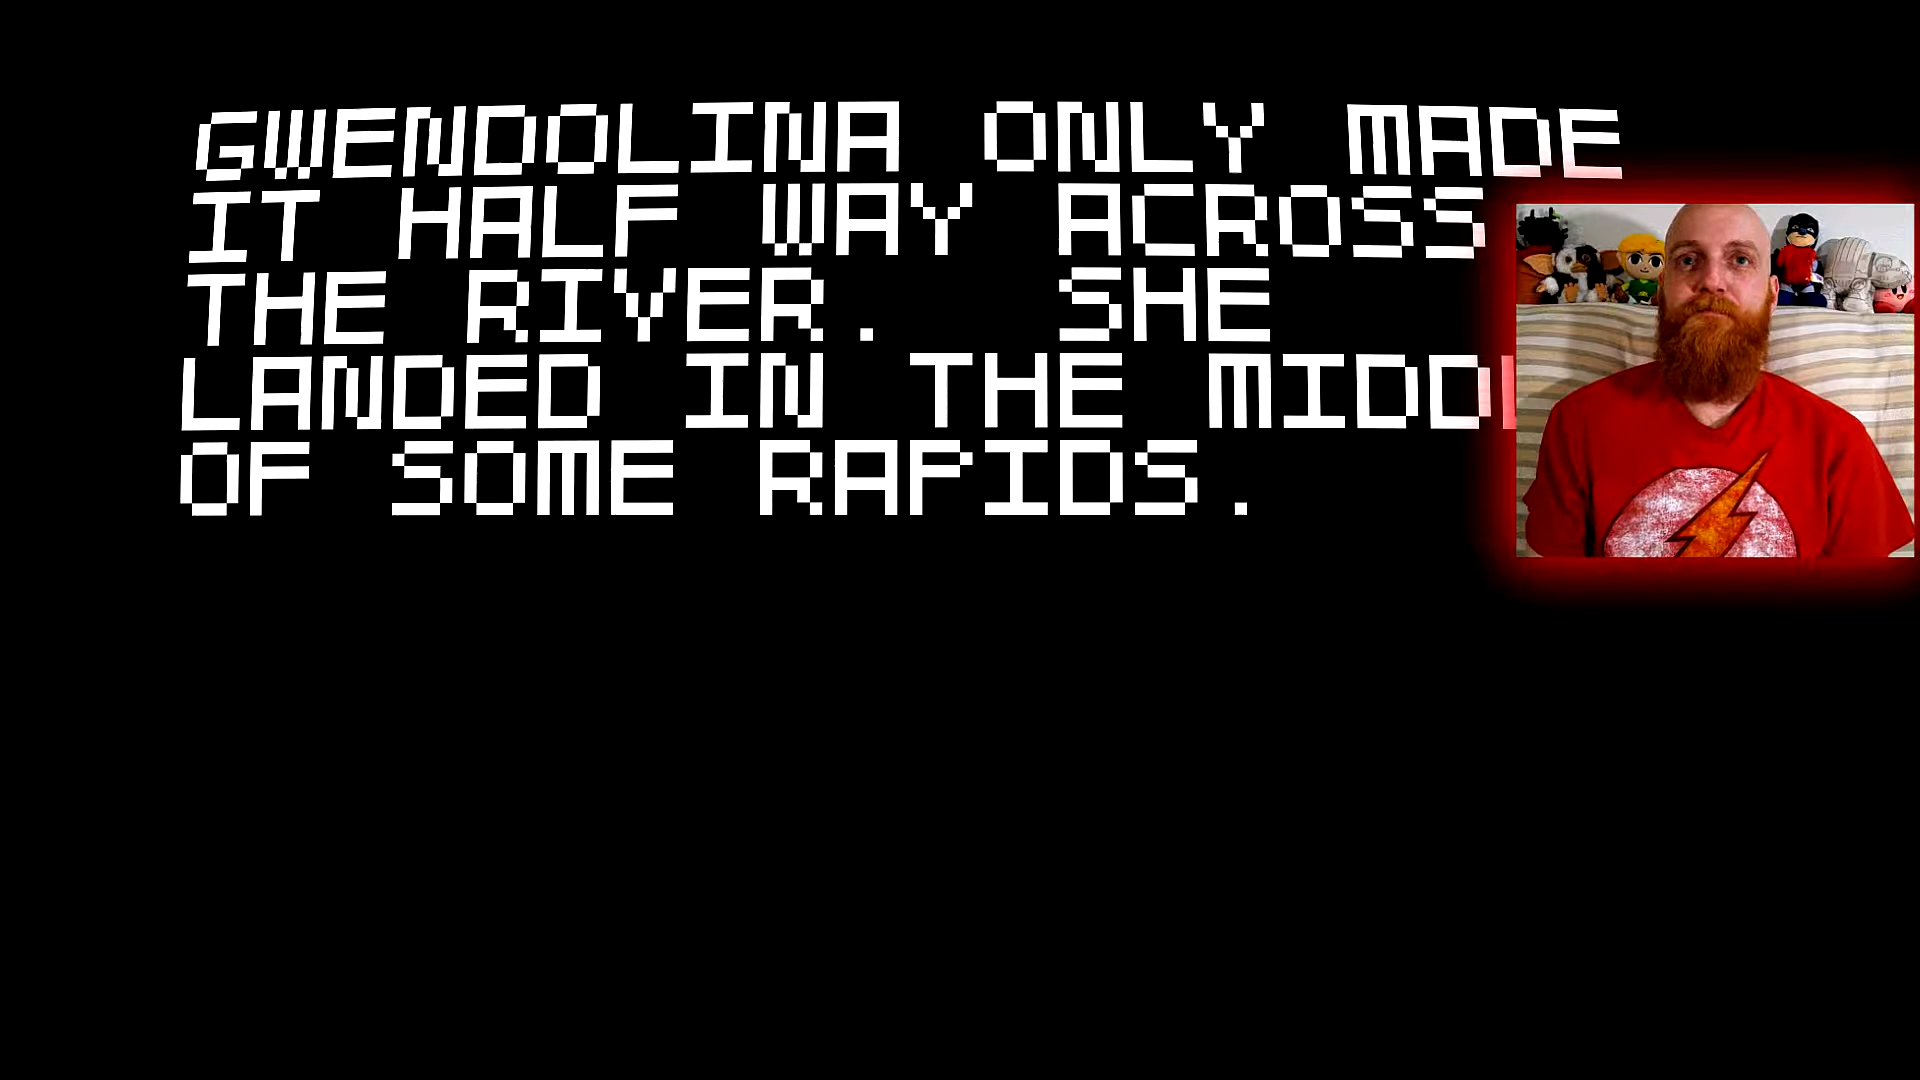 GWENDOLINA ONLY MADE
IT HALF WAY ACROSS
THE RIVER. SHE
LANDED IN THE
OF SOME RAPIDS.